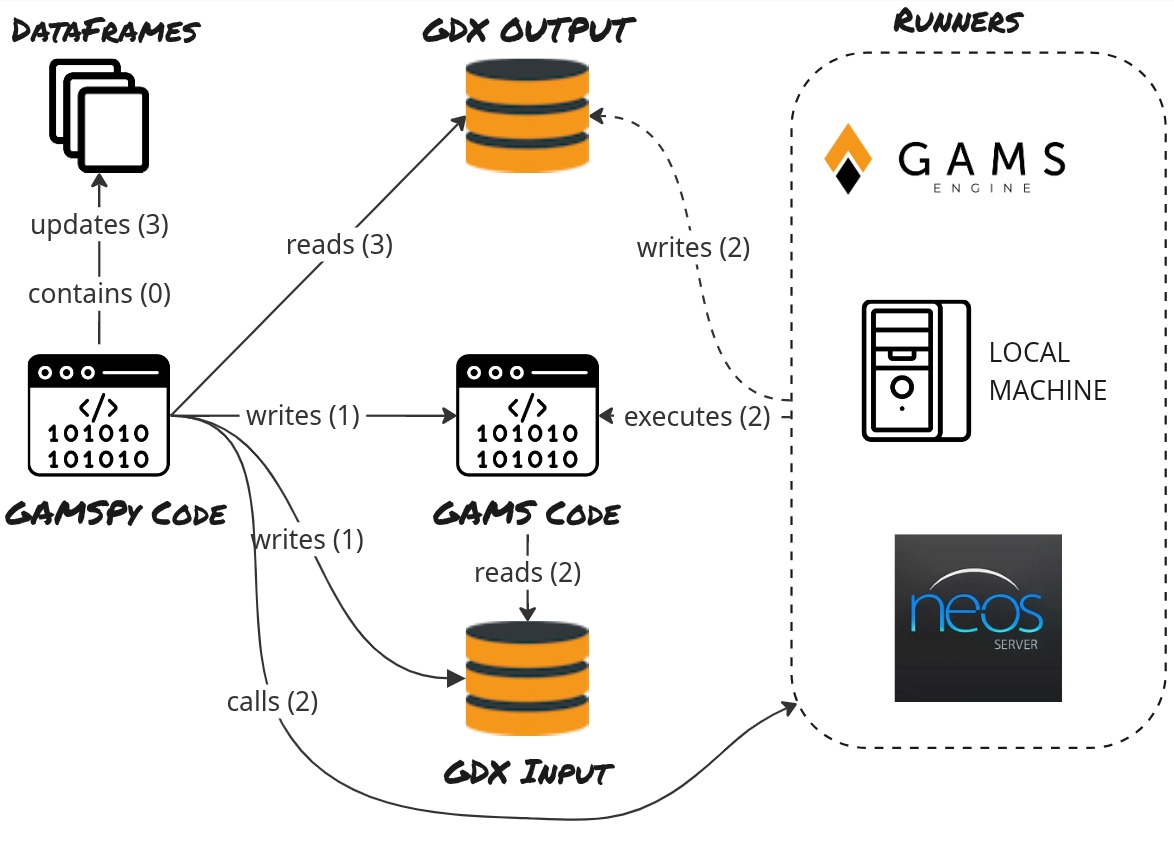 DataFrames
GDX OUTPUT
Runners
GAMS
ENGINE
updates (3)
reads (3)
writes (2)
contains (0)
LOCAL
MACHINE
</>
101010
101010
writes (1)
</>
101010
101010
executes (2)
GAMSPy Code
GAMS Code
writes (1)
reads (2)
neos
SERVER
calls (2)
GDX Input